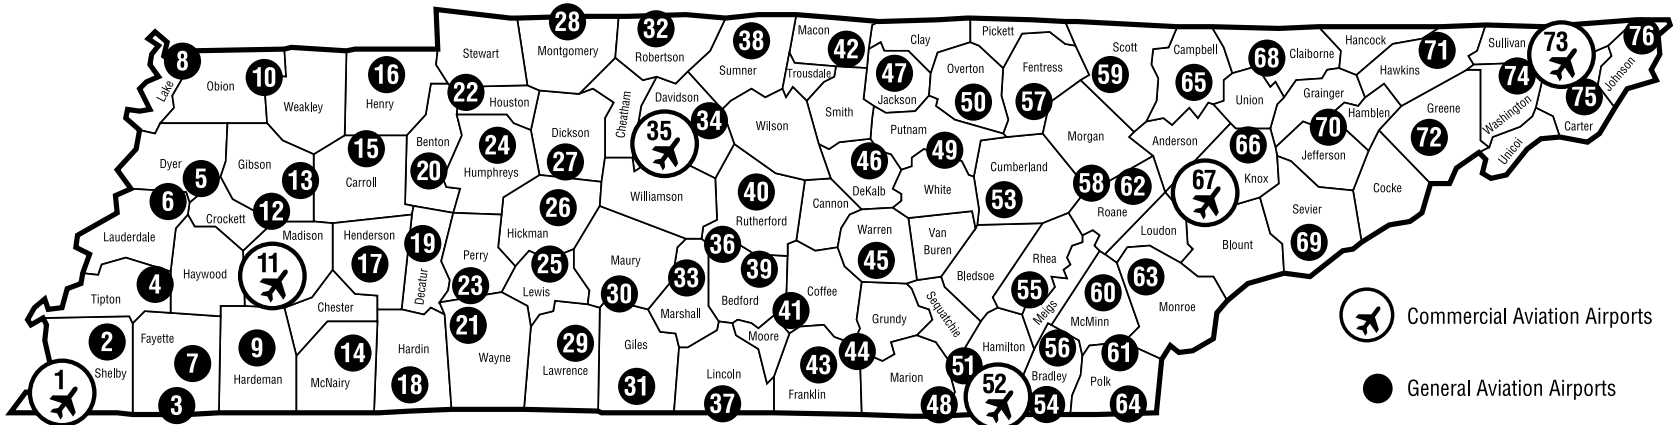 28
32
38
Macon
42
Clay
Pickett
Scott
Campbell
68
Claiborne
Hancock
71
Sullivan
73
76
8
Stewart
Montgomery
Robertson
Sumner
Trousdale
47
Jackson
Overton
50
Fentress
57
59
65
Union
Grainger
Hawkins
74
Washington
75
Johnson
Carter
Unicoi
Lake
Obion
10
Weakley
16
Henry
22
Houston
Cheatham
Davidson
34
35
Wilson
Smith
Putnam
49
Morgan
Anderson
66
Knox
67
70
Jefferson
Hamblen
Greene
72
Cocke
Dyer
5
6
Gibson
13
12
Crockett
15
Carroll
Benton
20
24
Humphreys
Dickson
27
26
Hickman
Williamson
40
Rutherford
Cannon
46
DeKalb
White
Cumberland
53
58
62
Roane
Loudon
Blount
Sevier
69
Lauderdale
4
Tipton
Haywood
Madison
11
Henderson
17
19
Decatur
Perry
23
25
Lewis
Maury
30
33
Marshall
36
39
Bedford
41
Coffee
Warren
45
Van
Buren
Bledsoe
Rhea
55
Meigs
60
McMinn
63
Monroe
2
Shelby
1
Fayette
7
3
9
Hardeman
Chester
14
McNairy
Hardin
18
21
Wayne
29
Lawrence
Giles
31
Lincoln
37
Moore
43
Franklin
44
Grundy
Sequatchie
Marion
48
51
Hamilton
52
56
Bradley
54
61
Polk
64
Commercial Aviation Airports
General Aviation Airports